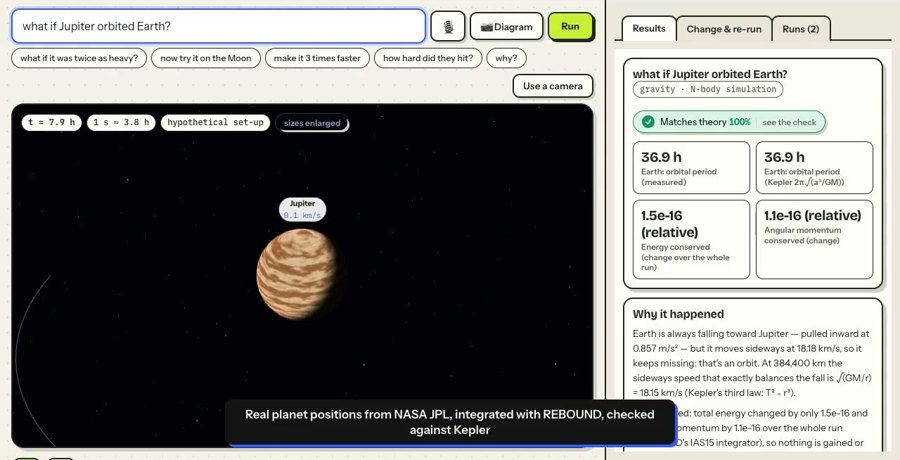 what if Jupiter orbited Earth?
Diagram
Run
what if it was twice as heavy?
now try it on the Moon
make it 3 times faster
how hard did they hit?
why?
Use a camera
t = 7.9 h
1 s ≈ 3.8 h
hypothetical set-up
sizes enlarged
Jupiter
0.1 km/s
Real planet positions from NASA JPL, integrated with REBOUND, checked
against Kepler
Results
Change & re-run
Runs (2)
what if Jupiter orbited Earth?
gravity · N-body simulation
Matches theory 100%
see the check
36.9 h
Earth: orbital period
(measured)
36.9 h
Earth: orbital period
(Kepler 2π√(a³/GM))
1.5e-16
(relative)
Energy conserved
(change over the whole
run)
1.1e-16 (relative)
Angular momentum
conserved (change)
Why it happened
Earth is always falling toward Jupiter — pulled inward at
0.857 m/s² — but it moves sideways at 18.18 km/s, so it
keeps missing: that's an orbit. At 384,400 km the
sideways speed that exactly balances the fall is √(GM/r)
= 18.15 km/s (Kepler's third law: T² ∝ r³).
ed: total energy changed by only 1.5e-16 and
omentum by 1.1e-16 over the whole run
D's IAS15 integrator), so nothing is gained or